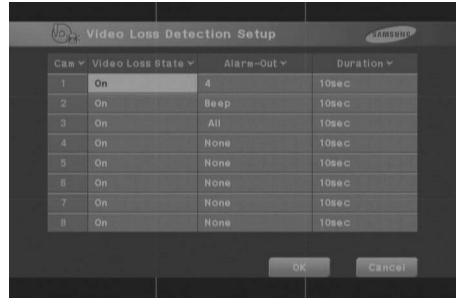 Video Loss Detection Setup SAMSUNG
Cam Video Loss State Alarm-Out Duration
1 On 4 10sec
2 On Beep 10sec
3 On All 10sec
4 On None 10sec
5 On None 10sec
6 On None 10sec
7 On None 10sec
8 On None 10sec
OK Cancel